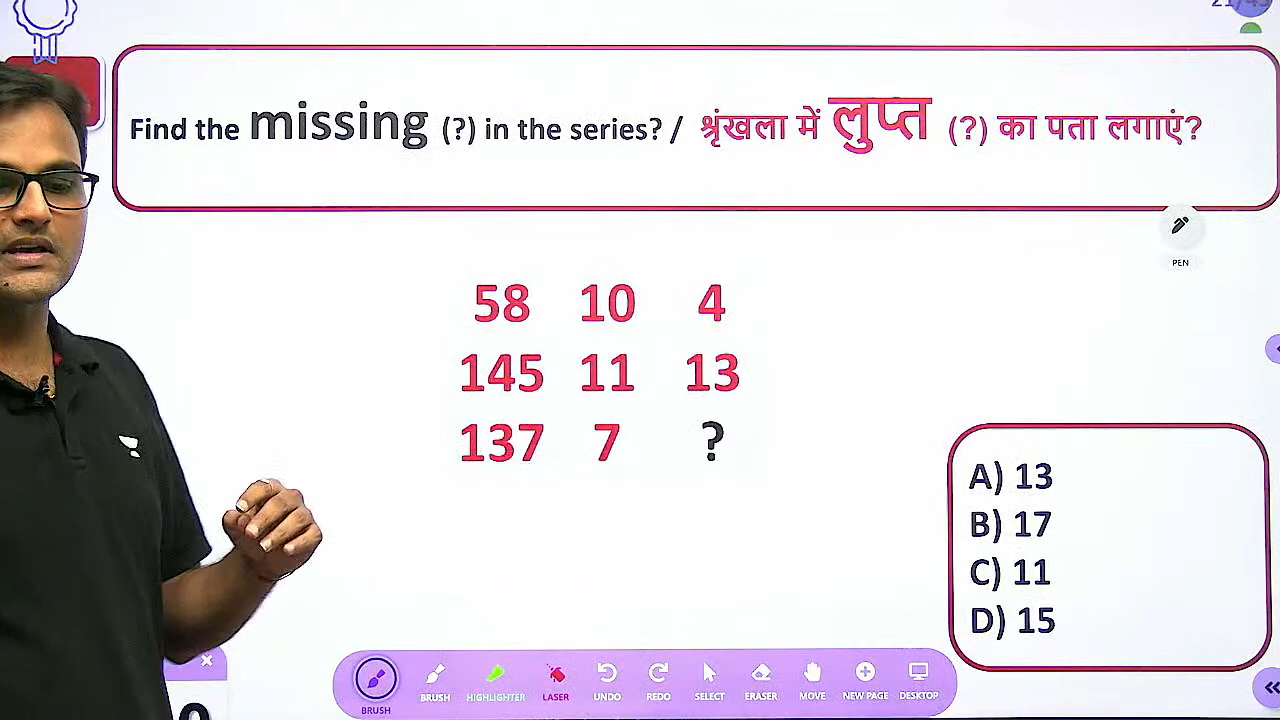 Find the missing (?) in the series? / श्रृंखला में लुप्त (?) का पता लगाएं?
PEN
58 10 4
145 11 13
137 7 ?
A) 13
B) 17
C) 11
D) 15
BRUSH
BRUSH
HIGHLIGHTER
LASER
UNDO
REDO
SELECT
ERASER
MOVE
NEW PAGE
DESKTOP